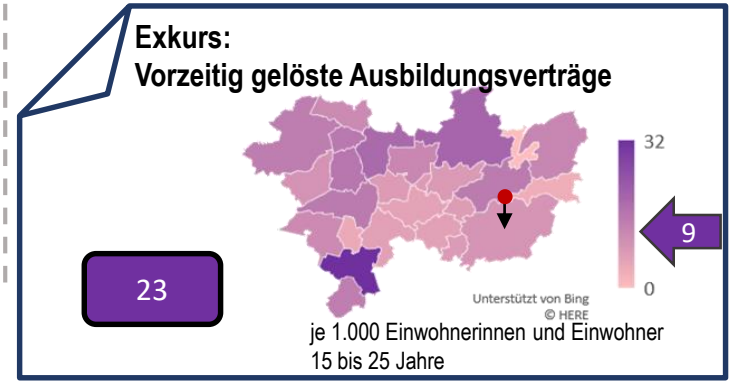 Exkurs:
Vorzeitig gelöste Ausbildungsverträge
32
9
23
0
Unterstützt von Bing
© HERE
je 1.000 Einwohnerinnen und Einwohner
15 bis 25 Jahre